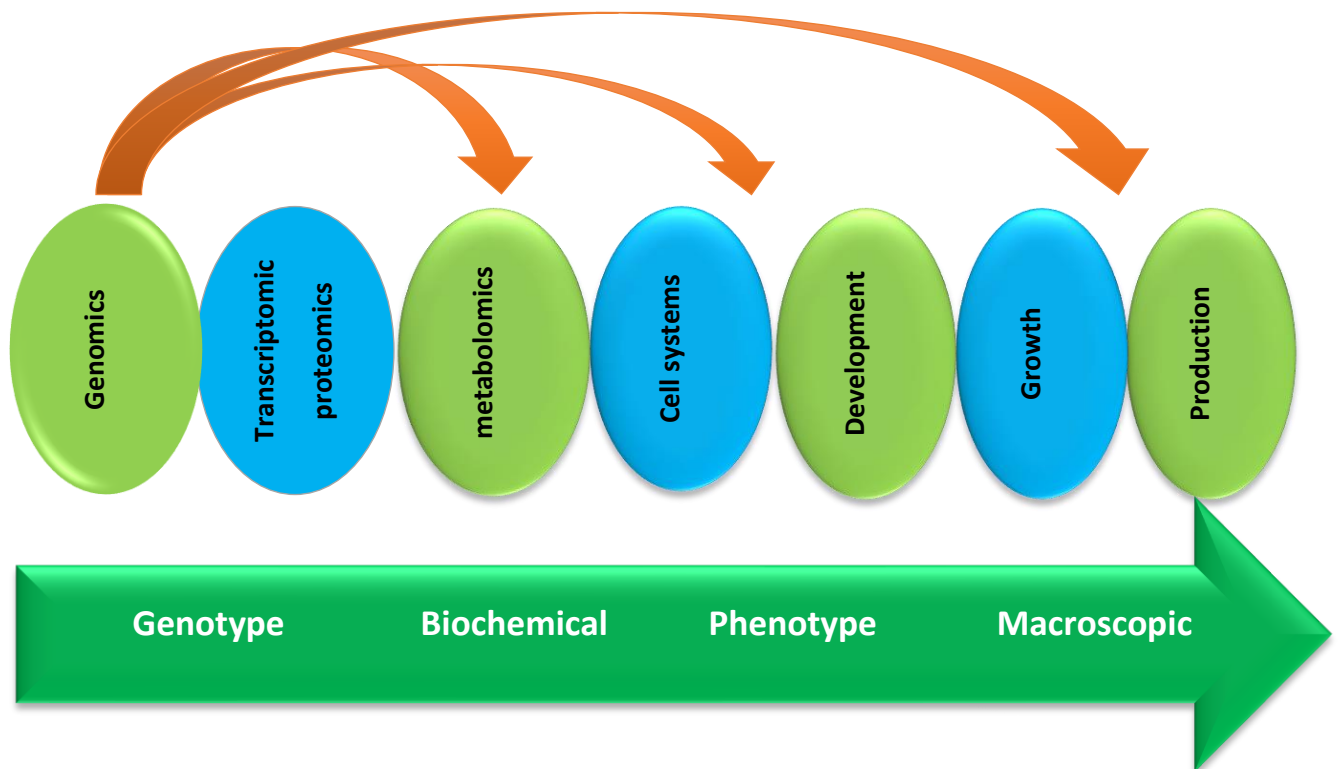 Genomics
Transcriptomic
proteomics
metabolomics
Cell systems
Development
Growth
Production
Genotype
Biochemical
Phenotype
Macroscopic